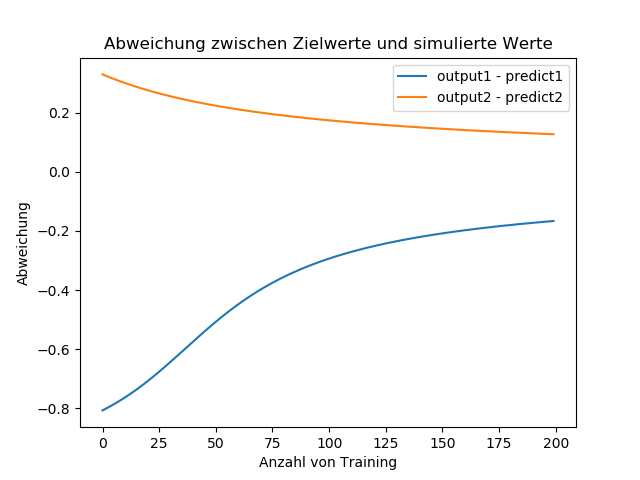 Abweichung zwischen Zielwerte und simulierte Werte
output1 - predict1
output2 - predict2
0.2
0.0
−0.2
−0.4
−0.6
−0.8
Abweichung
0 25 50 75 100 125 150 175 200
Anzahl von Training